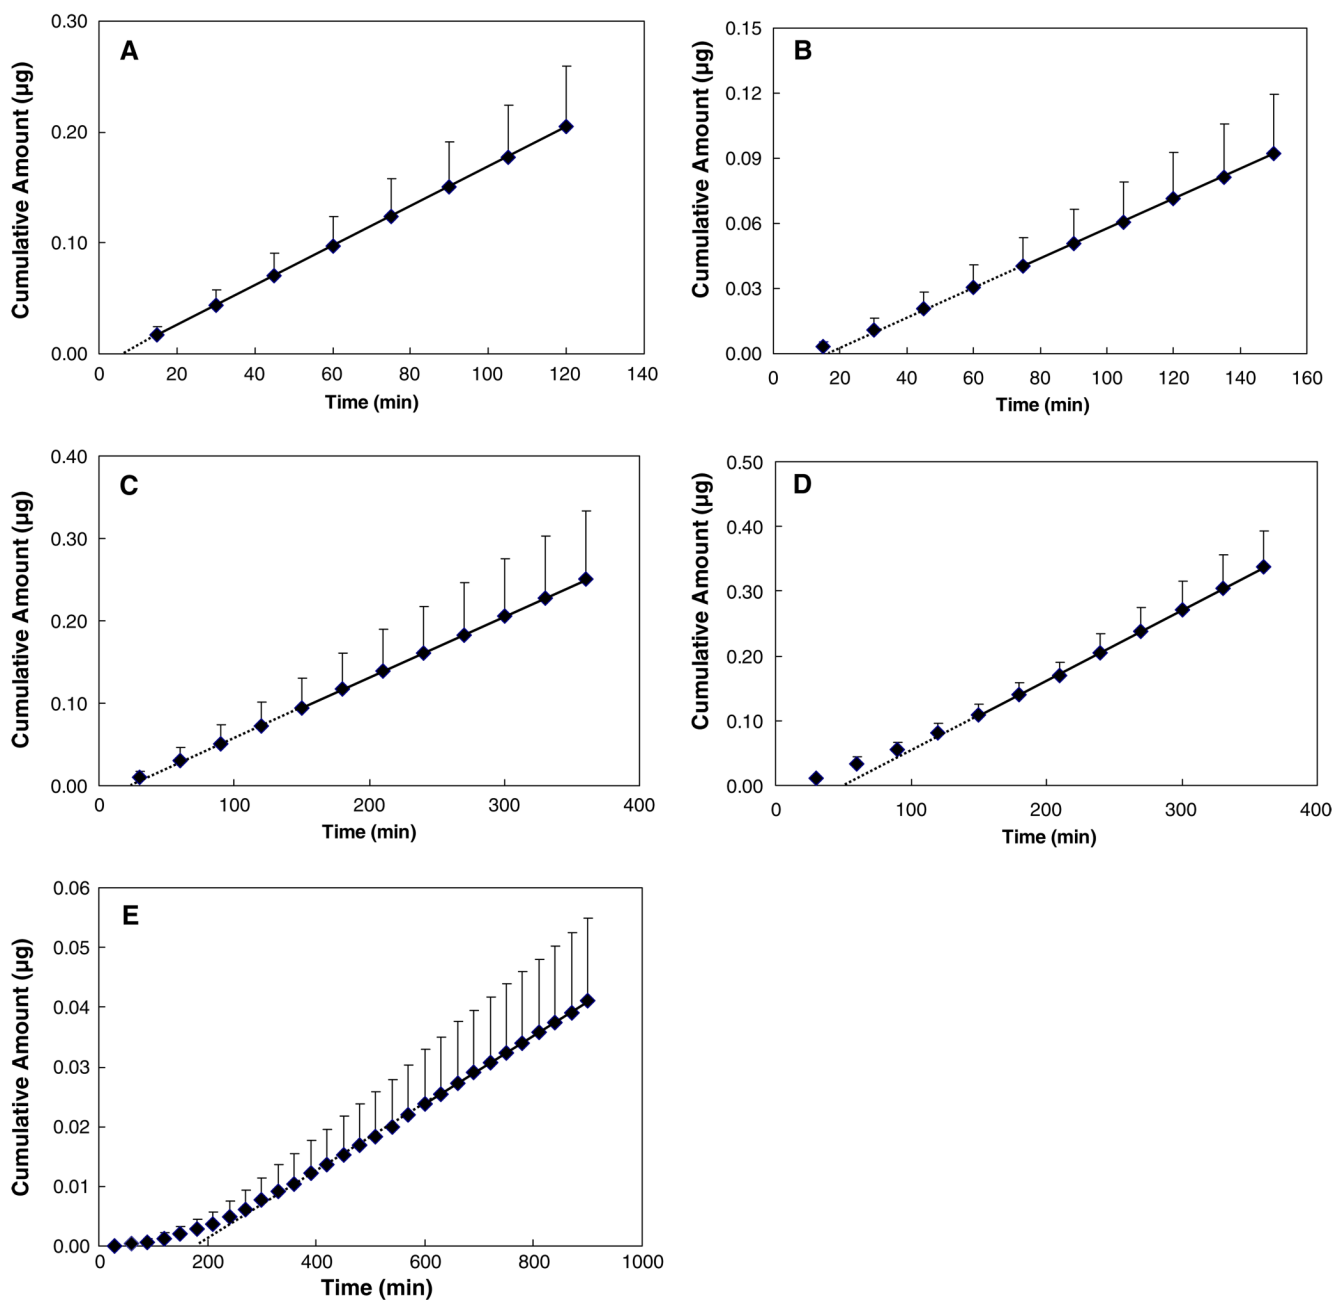 A
Cumulative Amount (µg)
0.30
0.20
0.10
0.00
0 20 40 60 80 100 120 140
Time (min)
B
Cumulative Amount (µg)
0.15
0.12
0.09
0.06
0.03
0.00
0 20 40 60 80 100 120 140 160
Time (min)
C
Cumulative Amount (µg)
0.40
0.30
0.20
0.10
0.00
0 100 200 300 400
Time (min)
D
Cumulative Amount (µg)
0.50
0.40
0.30
0.20
0.10
0.00
0 100 200 300 400
Time (min)
E
Cumulative Amount (µg)
0.06
0.05
0.04
0.03
0.02
0.01
0.00
0 200 400 600 800 1000
Time (min)